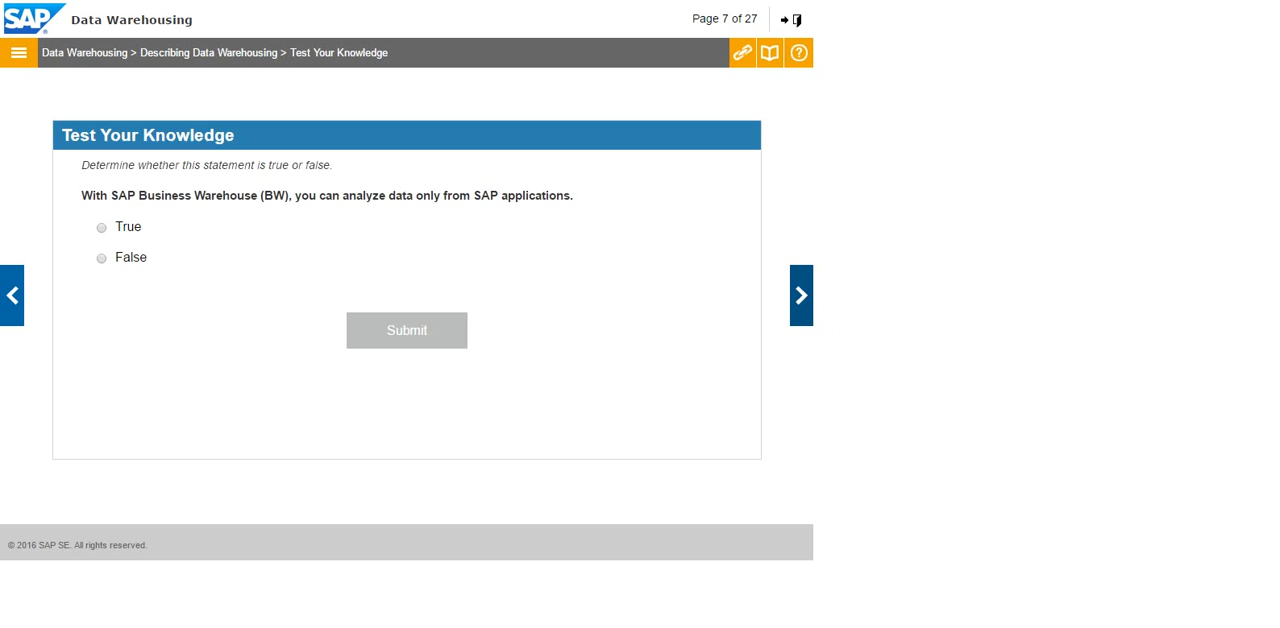 SAP ® Data Warehousing Page 7 of 27
Data Warehousing > Describing Data Warehousing > Test Your Knowledge ?
Test Your Knowledge
Determine whether this statement is true or false.
With SAP Business Warehouse (BW), you can analyze data only from SAP applications.
True
False
Submit
© 2016 SAP SE. All rights reserved.